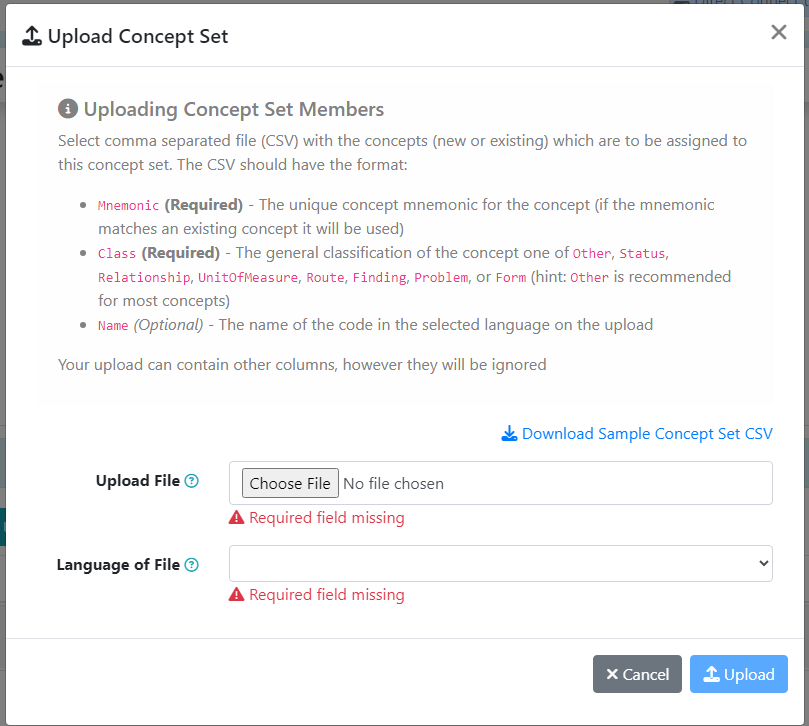 Upload Concept Set
Uploading Concept Set Members
Select comma separated file (CSV) with the concepts (new or existing) which are to be assigned to
this concept set. The CSV should have the format:
Mnemonic (Required) - The unique concept mnemonic for the concept (if the mnemonic
matches an existing concept it will be used)
Class (Required) - The general classification of the concept one of Other, Status,
Relationship, UnitOfMeasure, Route, Finding, Problem, or Form (hint: Other is recommended
for most concepts)
Name (Optional) - The name of the code in the selected language on the upload
Your upload can contain other columns, however they will be ignored
Download Sample Concept Set CSV
Upload File
Choose File No file chosen
Required field missing
Language of File
Required field missing
Cancel Upload